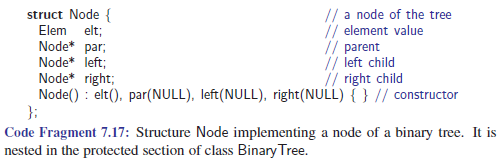 struct Node { // a node of the tree
Elem elt; // element value
Node* par; // parent
Node* left; // left child
Node* right; // right child
Node() : elt(), par(NULL), left(NULL), right(NULL) { } // constructor
};
Code Fragment 7.17: Structure Node implementing a node of a binary tree. It is
nested in the protected section of class BinaryTree.